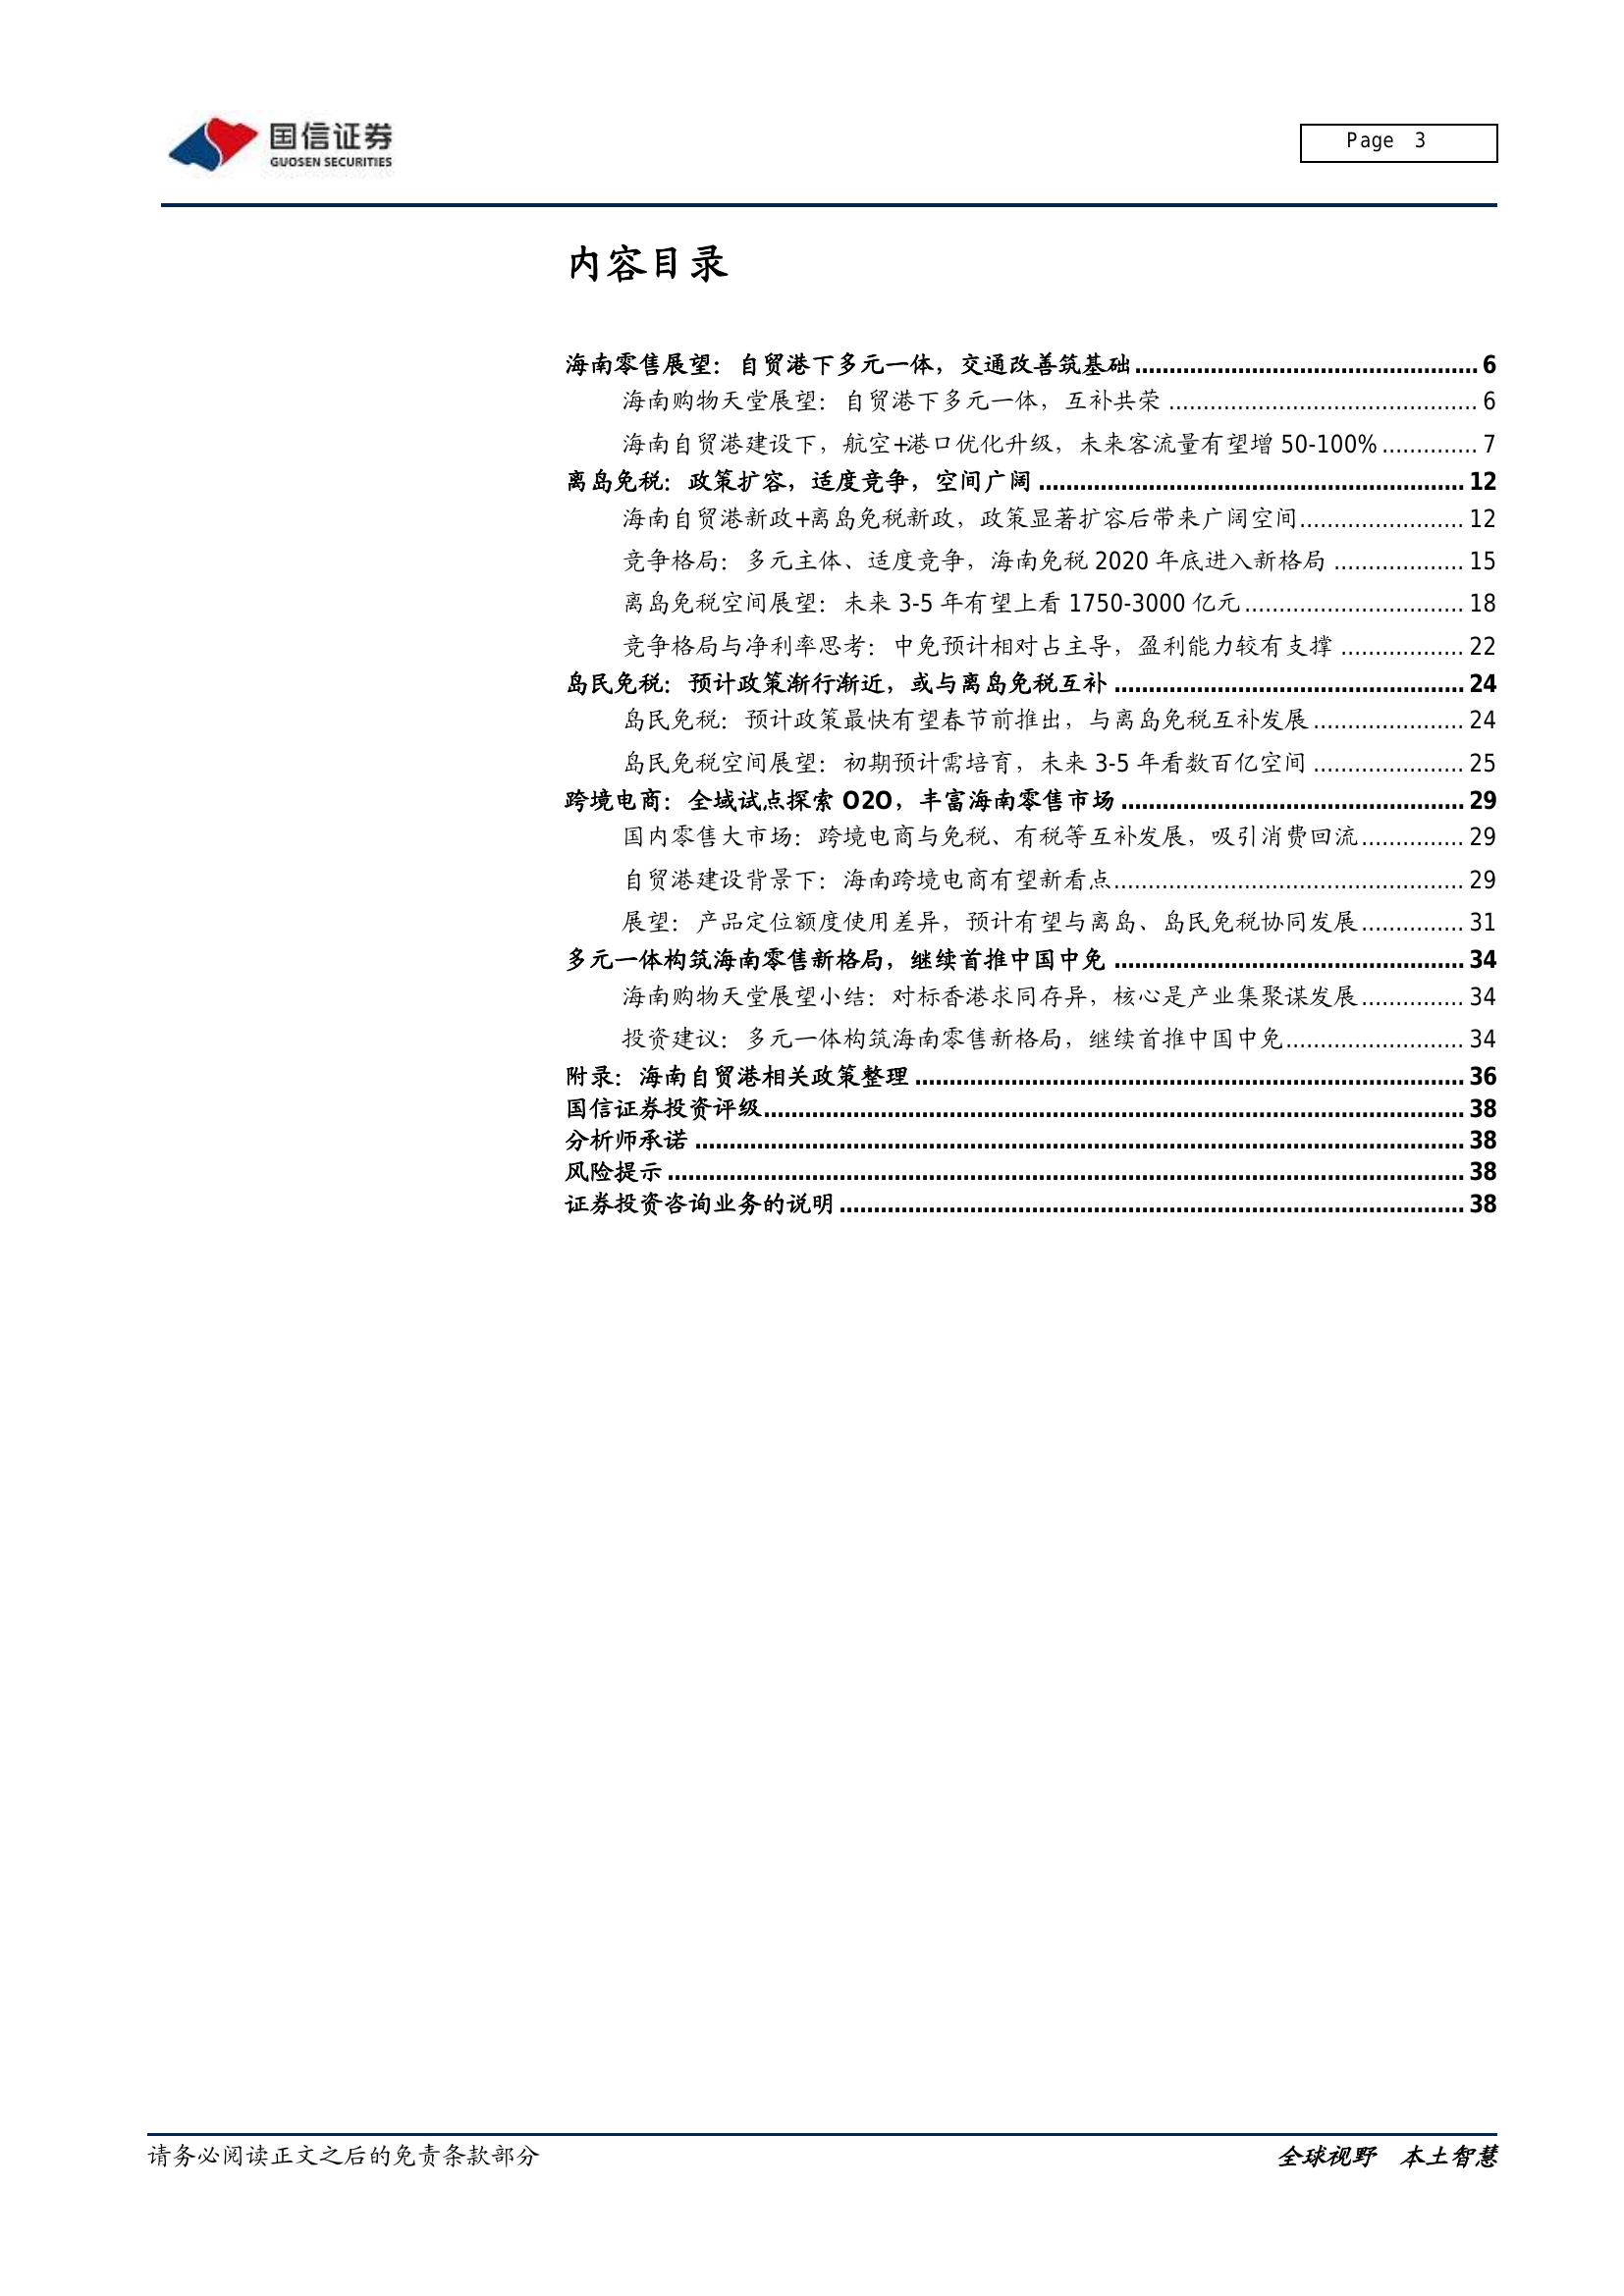 国信证券
GUOSEN SECURITIES
Page 3
内容目录
海南零售展望：自贸港下多元一体，交通改善筑基础.................................................. 6
海南购物天堂展望：自贸港下多元一体，互补共荣 ............................................. 6
海南自贸港建设下，航空+港口优化升级，未来客流量有望增 50-100%.............. 7
离岛免税：政策扩容，适度竞争，空间广阔 .............................................................. 12
海南自贸港新政+离岛免税新政，政策显著扩容后带来广阔空间........................ 12
竞争格局：多元主体、适度竞争，海南免税 2020 年底进入新格局 ................... 15
离岛免税空间展望：未来 3-5 年有望上看 1750-3000 亿元................................ 18
竞争格局与净利率思考：中免预计相对占主导，盈利能力较有支撑 .................. 22
岛民免税：预计政策渐行渐近，或与离岛免税互补 ................................................... 24
岛民免税：预计政策最快有望春节前推出，与离岛免税互补发展...................... 24
岛民免税空间展望：初期预计需培育，未来 3-5 年看数百亿空间 ...................... 25
跨境电商：全域试点探索 O2O，丰富海南零售市场 .................................................. 29
国内零售大市场：跨境电商与免税、有税等互补发展，吸引消费回流............... 29
自贸港建设背景下：海南跨境电商有望新看点................................................... 29
展望：产品定位额度使用差异，预计有望与离岛、岛民免税协同发展............... 31
多元一体构筑海南零售新格局，继续首推中国中免 ................................................... 34
海南购物天堂展望小结：对标香港求同存异，核心是产业集聚谋发展............... 34
投资建议：多元一体构筑海南零售新格局，继续首推中国中免.......................... 34
附录：海南自贸港相关政策整理 ................................................................................ 36
国信证券投资评级...................................................................................................... 38
分析师承诺 ................................................................................................................ 38
风险提示 .................................................................................................................... 38
证券投资咨询业务的说明 ........................................................................................... 38
请务必阅读正文之后的免责条款部分
全球视野 本土智慧